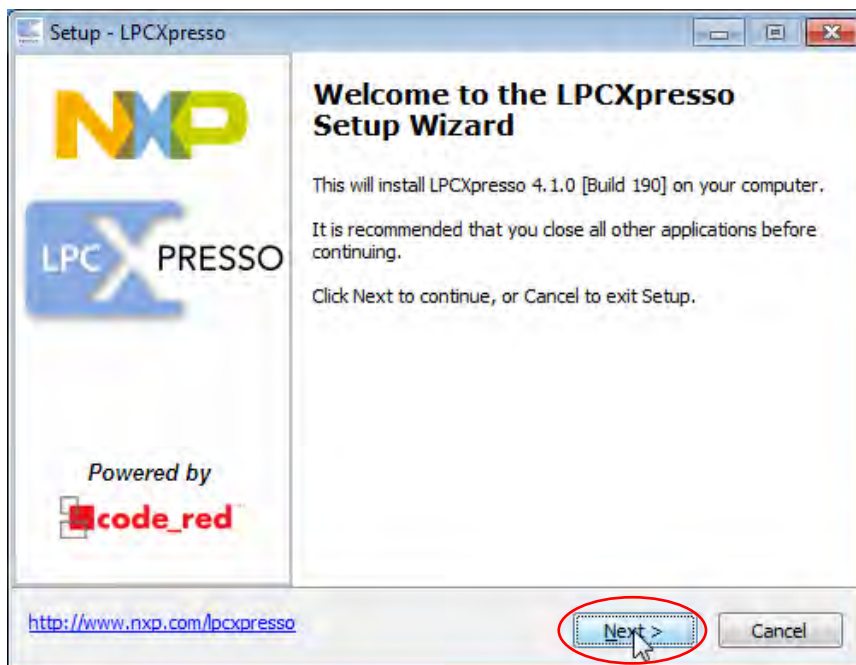 Setup - LPCXpresso
NXP
LPC XPRESSO
Powered by
code_red
Welcome to the LPCXpresso
Setup Wizard
This will install LPCXpresso 4.1.0 [Build 190] on your computer.
It is recommended that you close all other applications before
continuing.
Click Next to continue, or Cancel to exit Setup.
http://www.nxp.com/lpcxpresso
Next >
Cancel